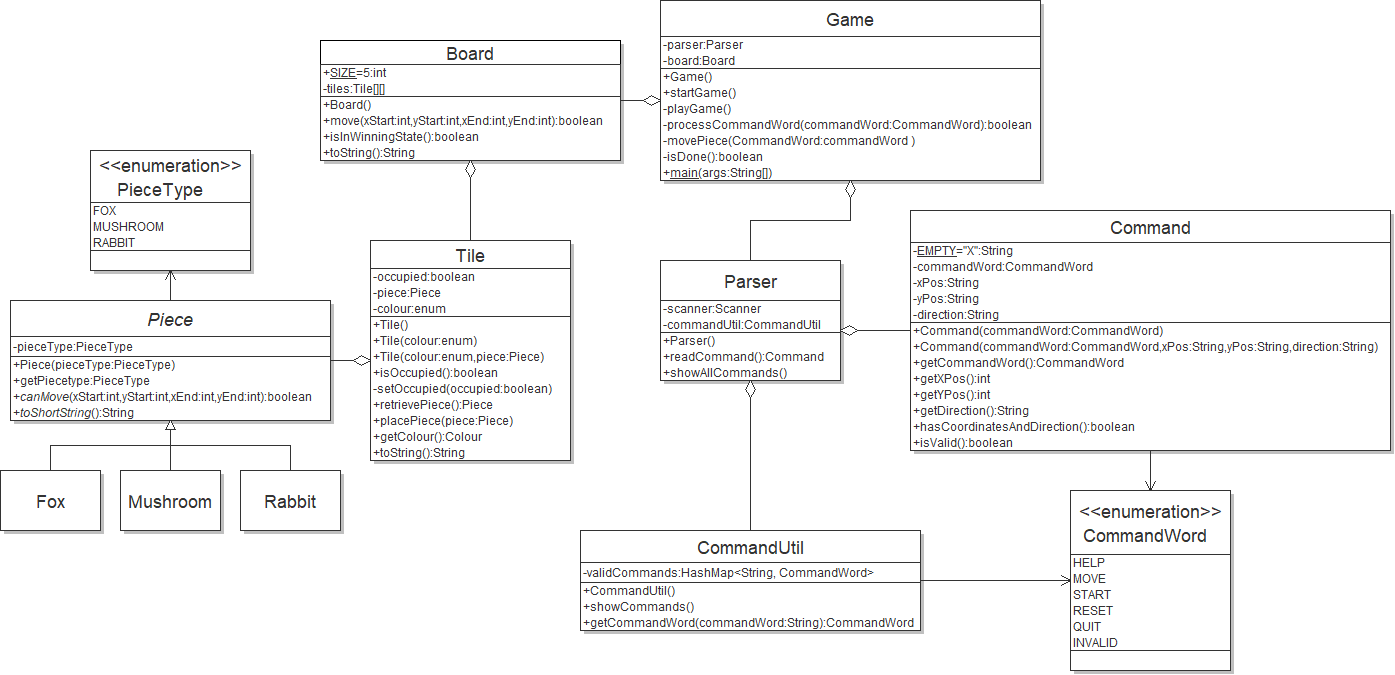 Game
-parser:Parser
-board:Board
+Game()
+startGame()
-playGame()
-processCommandWord(commandWord:CommandWord):boolean
-movePiece(CommandWord:commandWord )
-isDone():boolean
+main(args:String[])
Board
+SIZE=5:int
-tiles:Tile[][]
+Board()
+move(xStart:int,yStart:int,xEnd:int,yEnd:int):boolean
+isInWinningState():boolean
+toString():String
<<enumeration>>
PieceType
FOX
MUSHROOM
RABBIT
Tile
-occupied:boolean
-piece:Piece
-colour:enum
+Tile()
+Tile(colour:enum)
+Tile(colour:enum,piece:Piece)
+isOccupied():boolean
-setOccupied(occupied:boolean)
+retrievePiece():Piece
+placePiece(piece:Piece)
+getColour():Colour
+toString():String
Piece
-pieceType:PieceType
+Piece(pieceType:PieceType)
+getPiecetype:PieceType
+canMove(xStart:int,yStart:int,xEnd:int,yEnd:int):boolean
+toShortString():String
Fox
Mushroom
Rabbit
Parser
-scanner:Scanner
-commandUtil:CommandUtil
+Parser()
+readCommand():Command
+showAllCommands()
Command
-EMPTY="X":String
-commandWord:CommandWord
-xPos:String
-yPos:String
-direction:String
+Command(commandWord:CommandWord)
+Command(commandWord:CommandWord,xPos:String,yPos:String,direction:String)
+getCommandWord():CommandWord
+getXPos():int
+getYPos():int
+getDirection():String
+hasCoordinatesAndDirection():boolean
+isValid():boolean
CommandUtil
-validCommands:HashMap<String, CommandWord>
+CommandUtil()
+showCommands()
+getCommandWord(commandWord:String):CommandWord
<<enumeration>>
CommandWord
HELP
MOVE
START
RESET
QUIT
INVALID